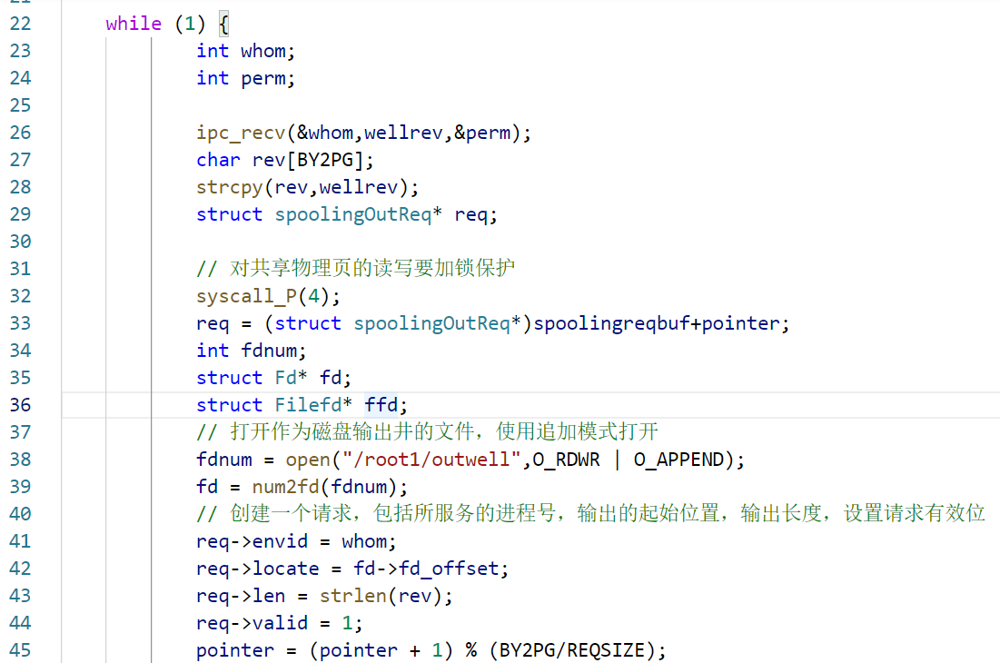 22 while (1) {
23 int whom;
24 int perm;
25
26 ipc_recv(&whom,wellrev,&perm);
27 char rev[BY2PG];
28 strcpy(rev,wellrev);
29 struct spoolingOutReq* req;
30
31 // 对共享物理页的读写要加锁保护
32 syscall_P(4);
33 req = (struct spoolingOutReq*)spoolingreqbuf+pointer;
34 int fdnum;
35 struct Fd* fd;
36 struct Filefd* ffd;
37 // 打开作为磁盘输出井的文件，使用追加模式打开
38 fdnum = open("/root1/outwell",O_RDWR | O_APPEND);
39 fd = num2fd(fdnum);
40 // 创建一个请求，包括所服务的进程号，输出的起始位置，输出长度，设置请求有效位
41 req->envid = whom;
42 req->locate = fd->fd_offset;
43 req->len = strlen(rev);
44 req->valid = 1;
45 pointer = (pointer + 1) % (BY2PG/REQSIZE);